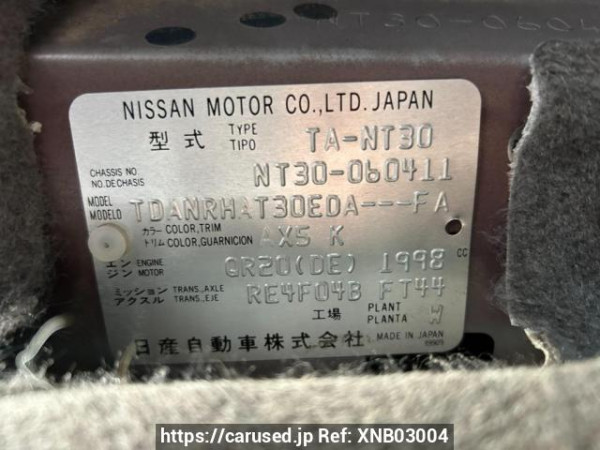 NT30-0604
NISSAN MOTOR CO.,LTD. JAPAN
型式 TYPE TIPO TA-NT30
CHASSIS NO NO.DE CHASIS NT30-060411
MODEL MODELO TDANRHAT30EDA---FA
カラー COLOR,TRIM
トリム COLOR,GUARNICION AX5 K
エンジン ENGINE MOTOR QR20(DE) 1998 CC
ミッション TRANS.,AXLE
アクスル TRANS.,EJE RE4F04B FT44
工場 PLANT PLANTA W
日産自動車株式会社 MADE IN JAPAN
https://carused.jp Ref: XNB03004